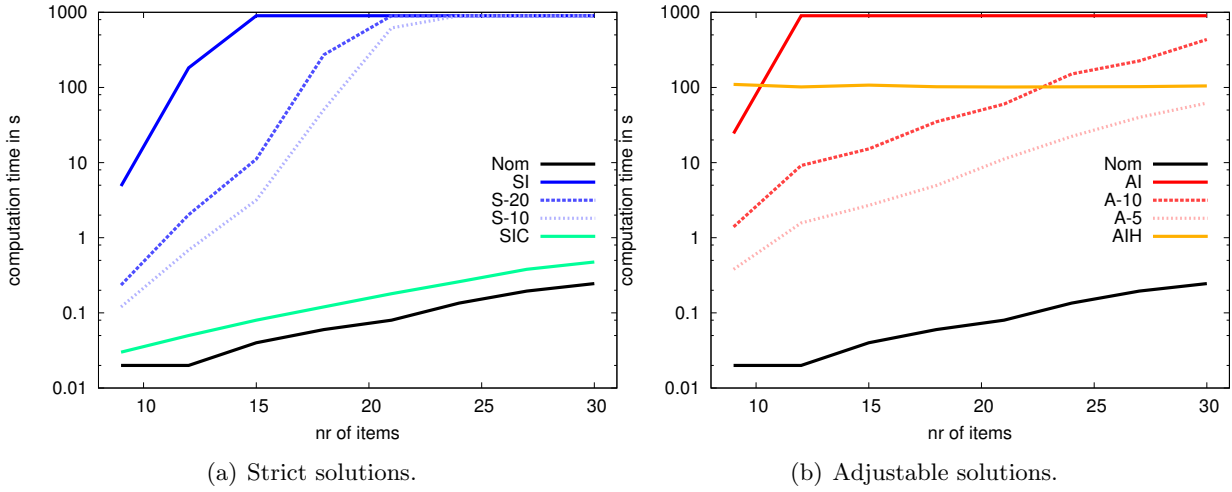 computation time in s
1000
100
10
1
0.1
0.01
Nom
SI
S-20
S-10
SIC
10 15 20 25 30
nr of items
(a) Strict solutions.
computation time in s
1000
100
10
1
0.1
0.01
Nom
AI
A-10
A-5
AIH
10 15 20 25 30
nr of items
(b) Adjustable solutions.